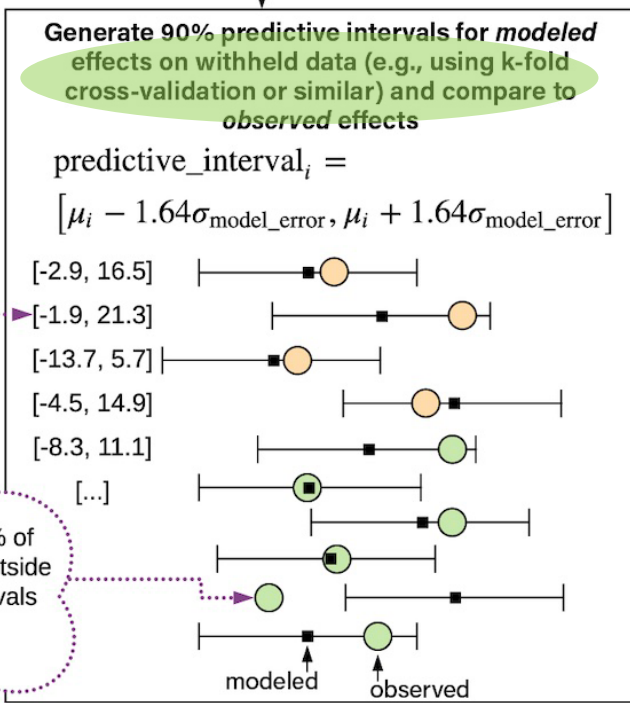 Generate 90% predictive intervals for modeled
effects on withheld data (e.g., using k-fold
cross-validation or similar) and compare to
observed effects
predictive_interval_i =
[μ_i − 1.64σ_model_error, μ_i + 1.64σ_model_error]
[-2.9, 16.5]
[-1.9, 21.3]
[-13.7, 5.7]
[-4.5, 14.9]
[-8.3, 11.1]
[...]
% of
modeled
observed